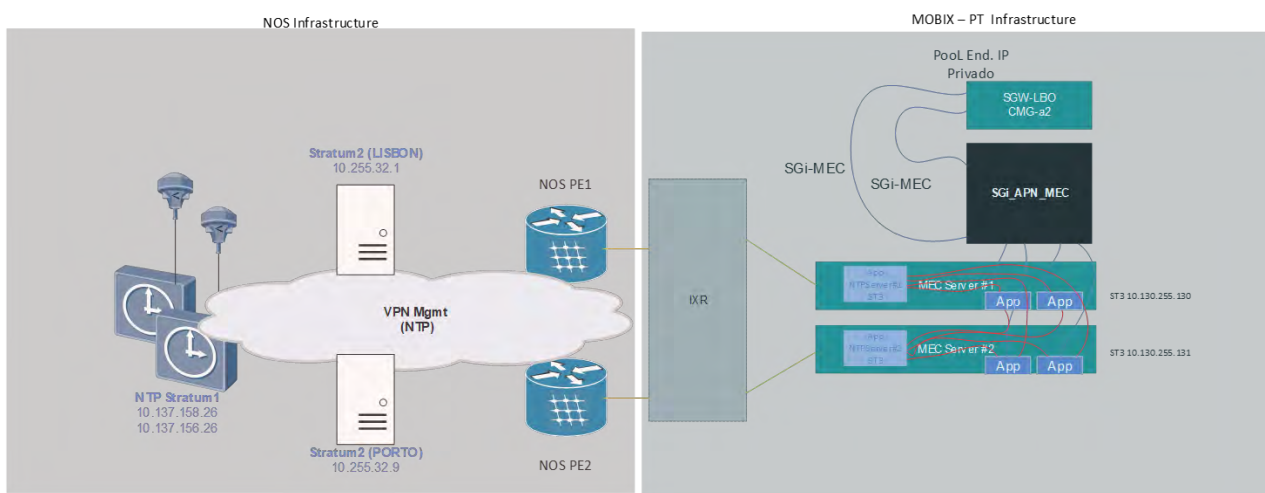 NOS Infrastructure
MOBIX – PT Infrastructure
PooL End. IP
Privado
SGW-LBO
CMG-a2
SGi-MEC
SGi-MEC
SGi_APN_MEC
Stratum2 (LISBON)
10.255.32.1
NOS PE1
VPN Mgmt
(NTP)
IXR
App
ST3
MEC Server #1
App
App
ST3 10.130.255.130
ST3
MEC Server #2
App
App
ST3 10.130.255.131
NTP Stratum1
10.137.158.26
10.137.156.26
Stratum2 (PORTO)
10.255.32.9
NOS PE2